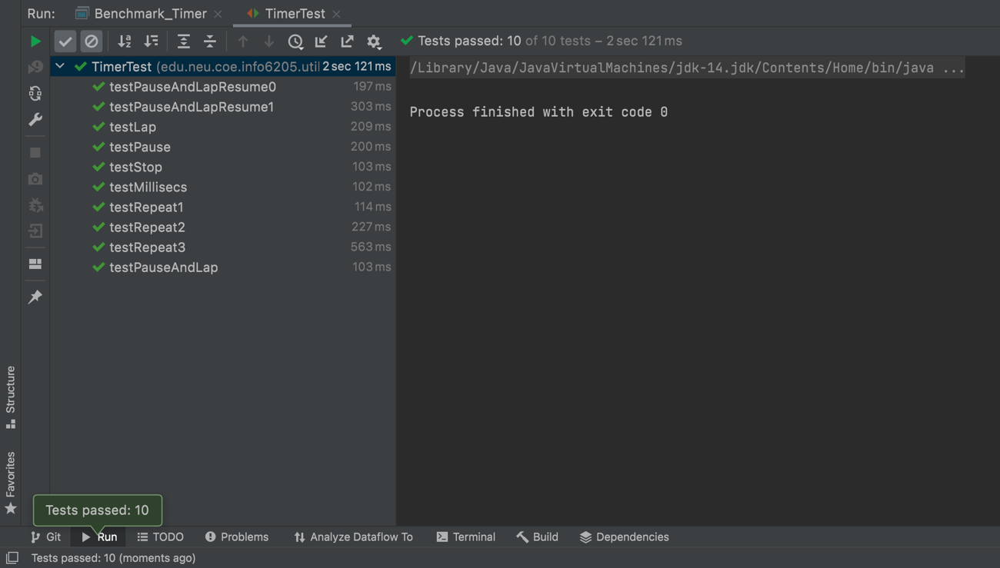 Run: Benchmark_Timer TimerTest
Tests passed: 10 of 10 tests – 2 sec 121 ms
TimerTest (edu.neu.coe.info6205.util 2 sec 121 ms
testPauseAndLapResume0 197 ms
testPauseAndLapResume1 303 ms
testLap 209 ms
testPause 200 ms
testStop 103 ms
testMillisecs 102 ms
testRepeat1 114 ms
testRepeat2 227 ms
testRepeat3 563 ms
testPauseAndLap 103 ms
/Library/Java/JavaVirtualMachines/jdk-14.jdk/Contents/Home/bin/java ...
Process finished with exit code 0
Structure
Favorites
Tests passed: 10
Git Run TODO Problems Analyze Dataflow To Terminal Build Dependencies
Tests passed: 10 (moments ago)